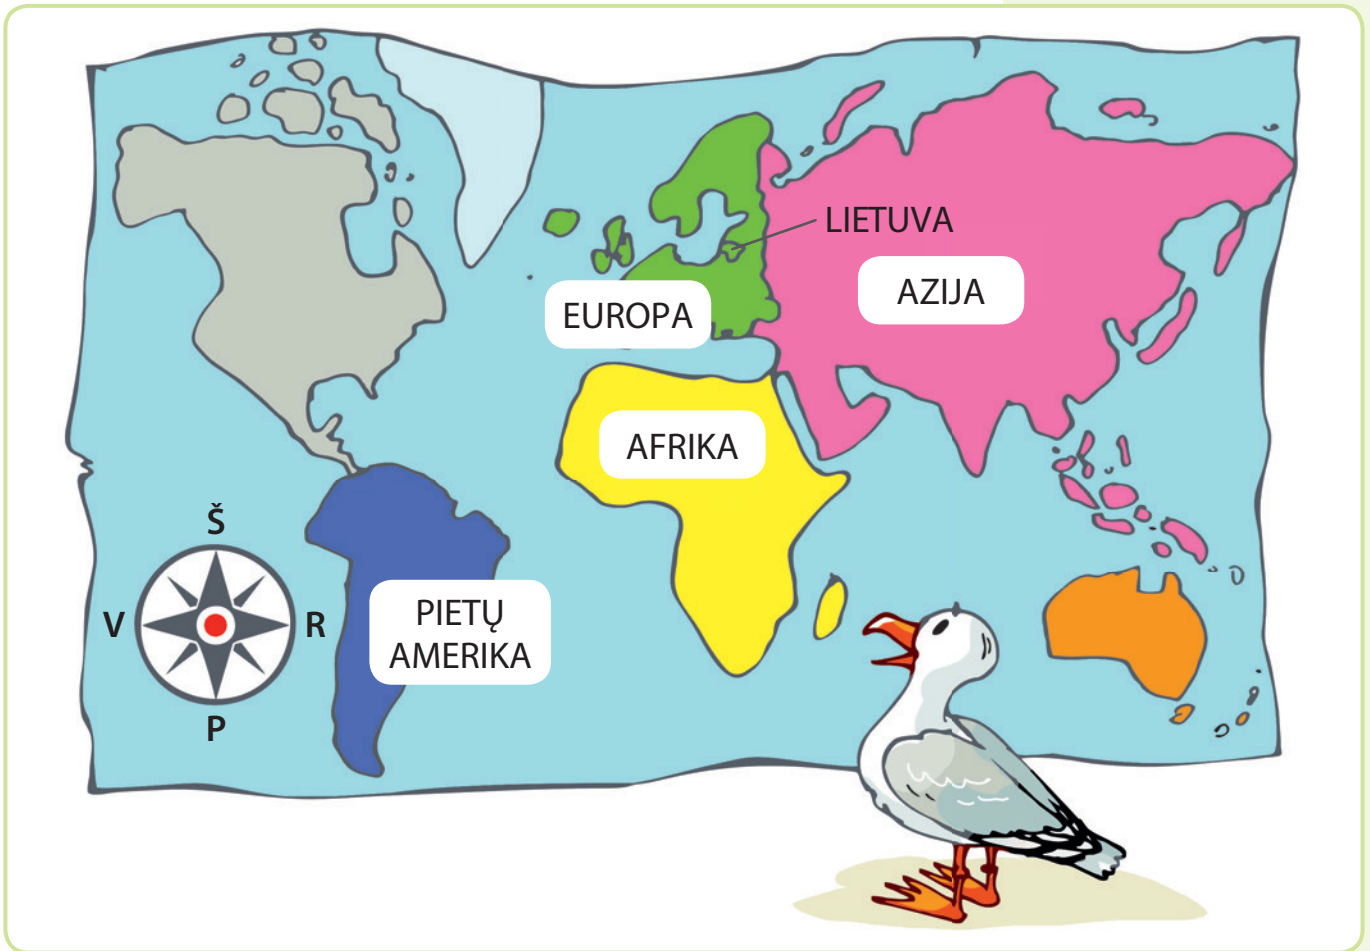 LIETUVA
AZIJA
EUROPA
AFRIKA
Š
V
R
P
PIETŲ
AMERIKA